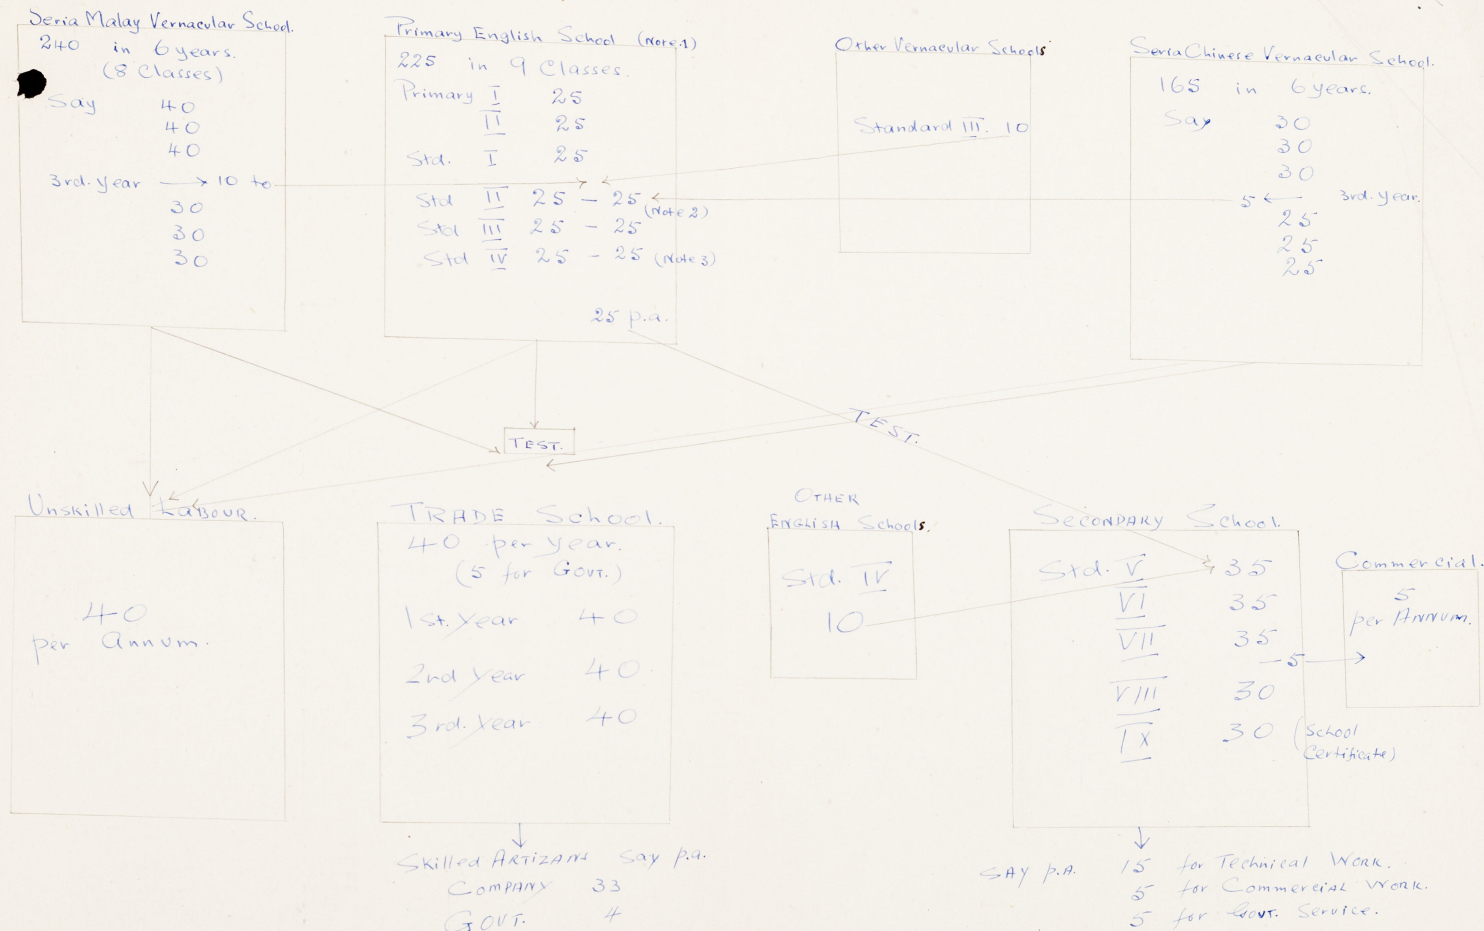 Seria Malay Vernacular School.
240 in 6 years.
(8 Classes)
Say 40
40
40
3rd. year → 10 to
30
30
30
Primary English School (Note.1)
225 in 9 Classes.
Primary I 25
II 25
Std. I 25
Std II 25 - 25 (Note 2)
Std III 25 - 25
Std IV 25 - 25 (Note 3)
25 p.a.
Other Vernacular Schools
Standard III. 10
Seria Chinese Vernacular School.
165 in 6 years.
Say 30
30
30
5 ← 3rd. year.
25
25
25
TEST.
TEST.
Unskilled Labour.
40
per Annum.
TRADE School.
40 per year.
(5 for Govt.)
1st. year 40
2nd year 40
3rd. year 40
Skilled Artizans say p.a.
Company 33
Govt. 4
Other
English Schools.
Std. IV
10
Secondary School.
Std. V 35
VI 35
VII 35
- 5 →
VIII 30
IX 30 (School
Certificate)
Commercial.
5
per Annum.
Say p.a. 15 for Technical Work.
5 for Commercial Work.
5 for Govt. Service.